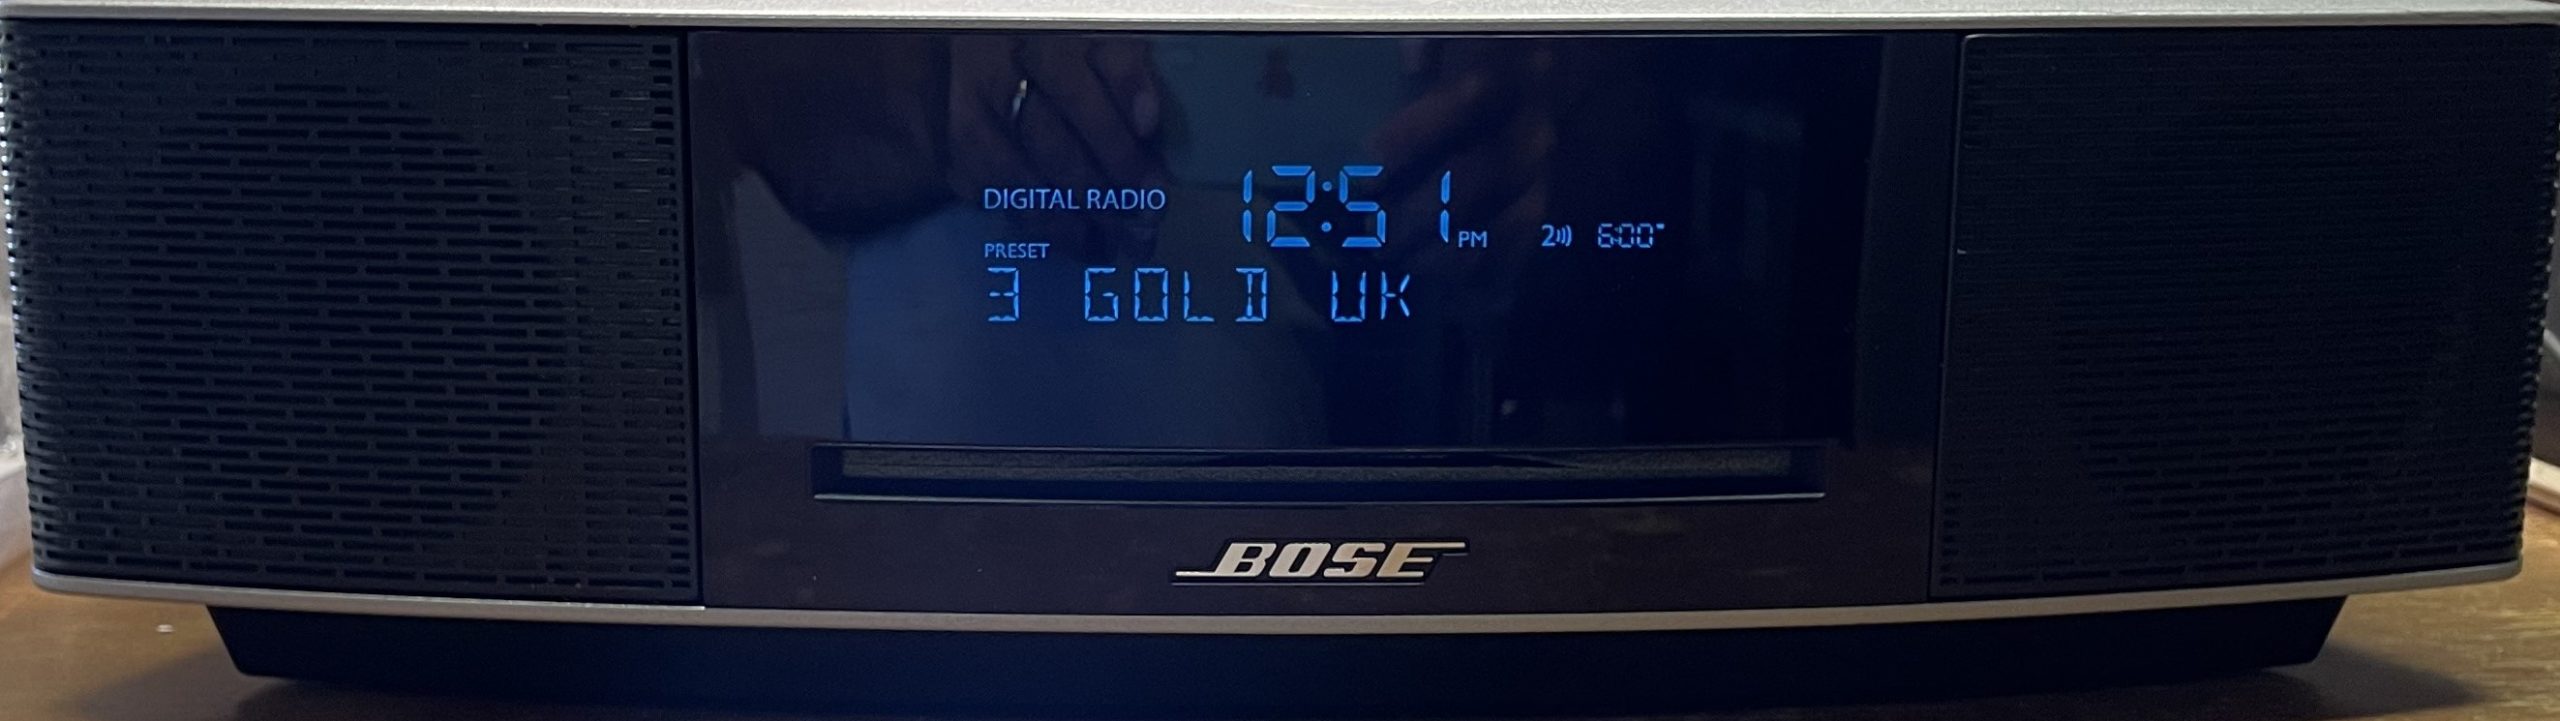 DIGITAL RADIO 12:51 PM 2 6:00
PRESET
3 GOLD UK
BOSE